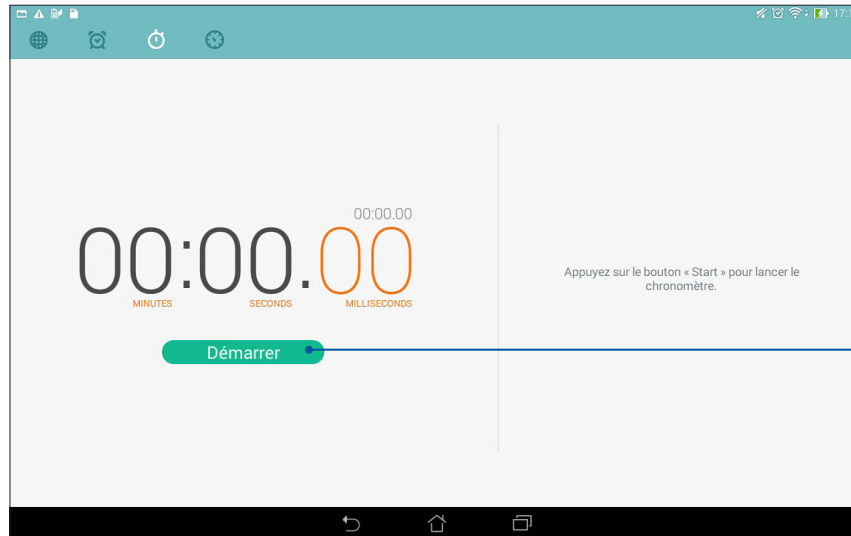 00:00.00
00:00.00
MINUTES SECONDS MILLISECONDS
Démarrer
Appuyez sur le bouton « Start » pour lancer le
chronomètre.